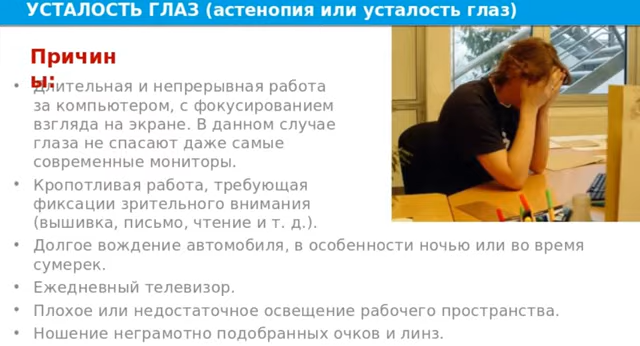 УСТАЛОСТЬ ГЛАЗ (астенопия или усталость глаз)
Причин
ы:
• Длительная и непрерывная работа
за компьютером, с фокусированием
взгляда на экране. В данном случае
глаза не спасают даже самые
современные мониторы.
• Кропотливая работа, требующая
фиксации зрительного внимания
(вышивка, письмо, чтение и т. д.).
• Долгое вождение автомобиля, в особенности ночью или во время
сумерек.
• Ежедневный телевизор.
• Плохое или недостаточное освещение рабочего пространства.
• Ношение неграмотно подобранных очков и линз.